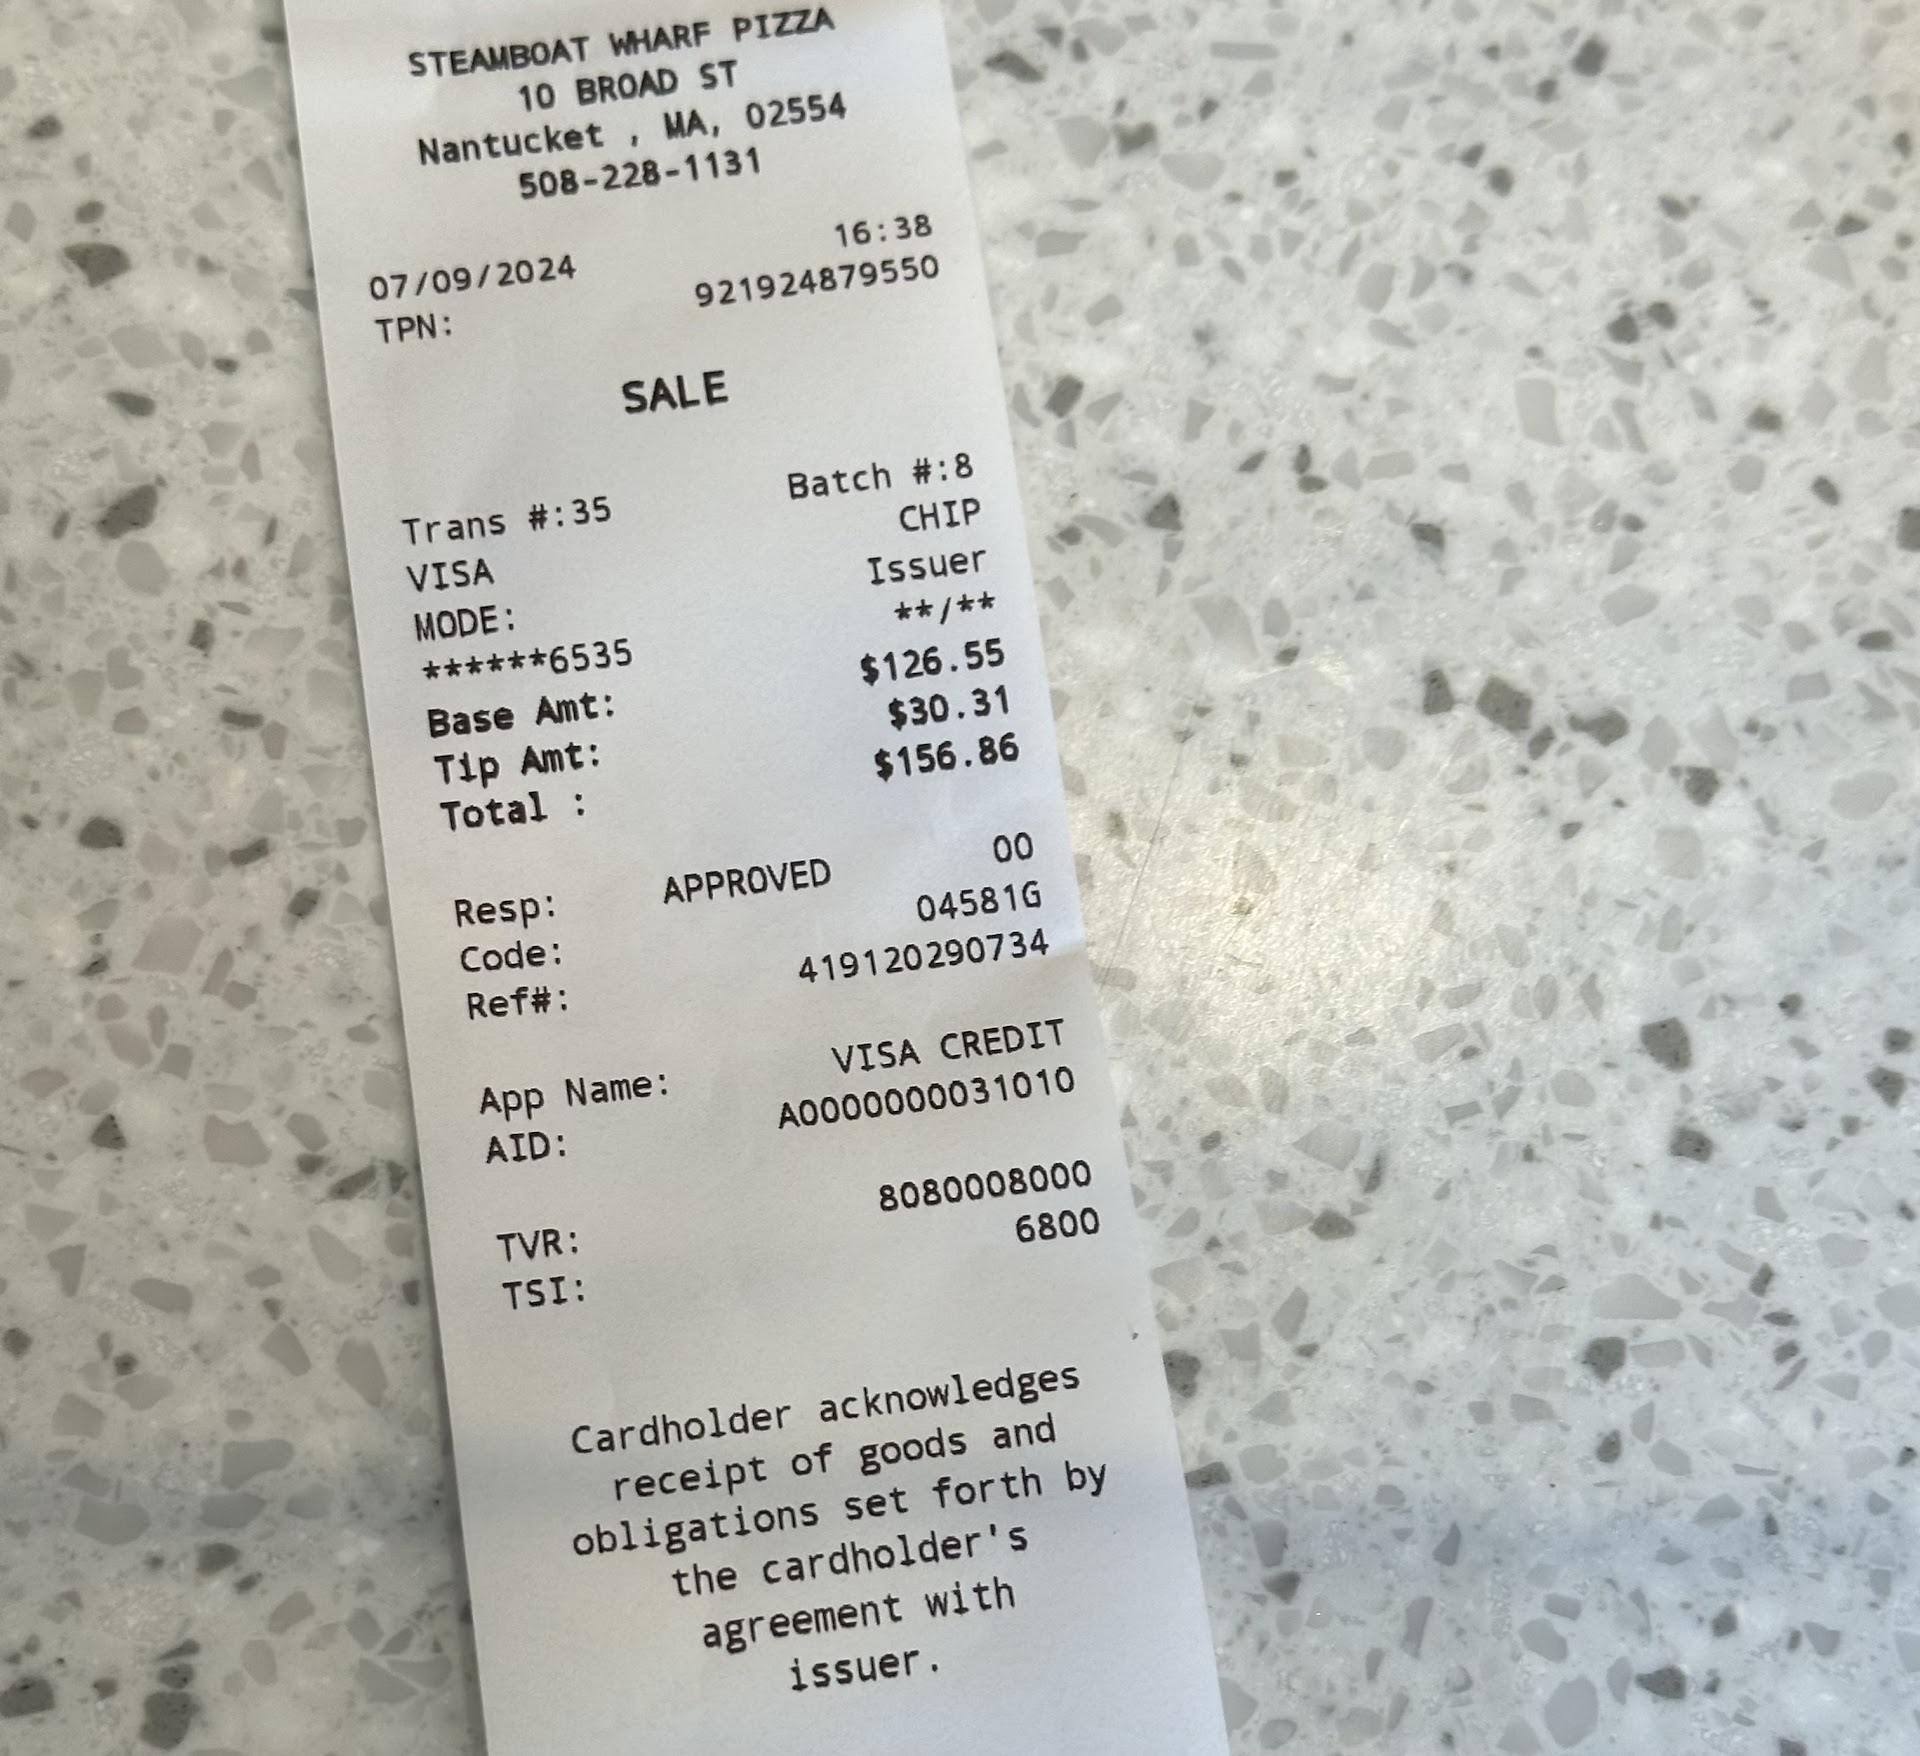 STEAMBOAT WHARF PIZZA
10 BROAD ST
Nantucket , MA, 02554
508-228-1131
07/09/2024 16:38
TPN: 921924879550
SALE
Trans #:35 Batch #:8
VISA CHIP
MODE: Issuer
******6535 **/**
Base Amt: $126.55
Tip Amt: $30.31
Total : $156.86
Resp: APPROVED 00
Code: 04581G
Ref#: 419120290734
App Name: VISA CREDIT
AID: A0000000031010
TVR: 8080008000
TSI: 6800
Cardholder acknowledges
receipt of goods and
obligations set forth by
the cardholder's
agreement with
issuer.